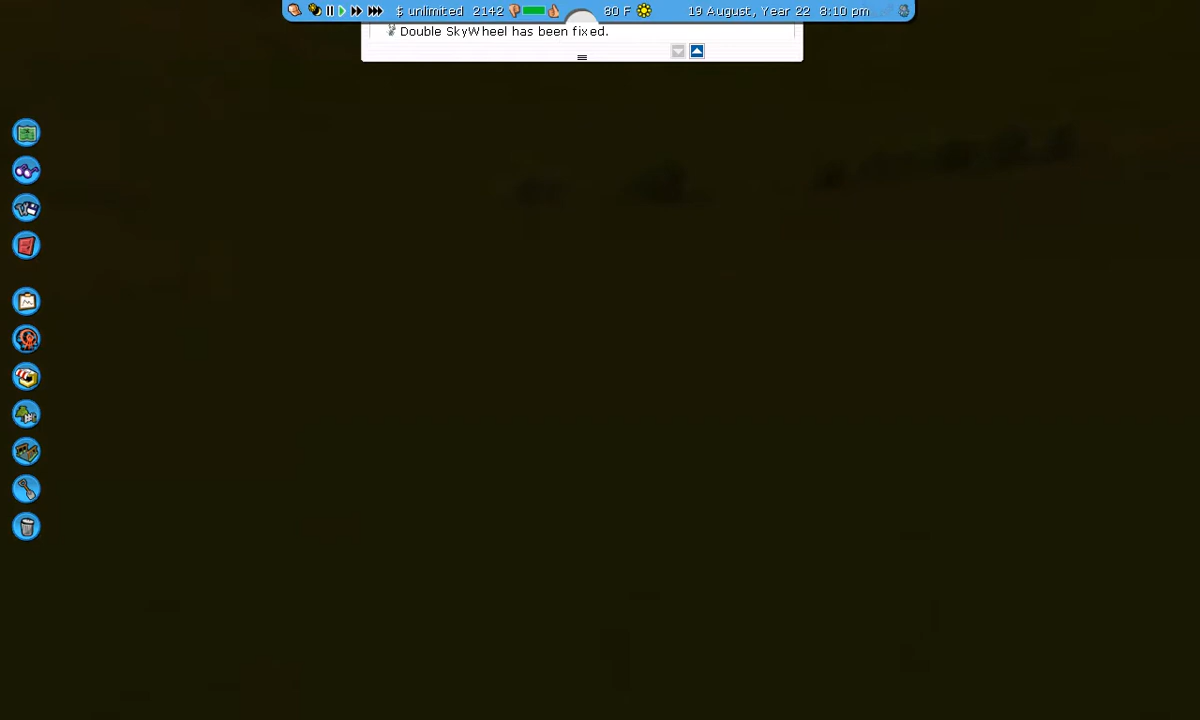 $ unlimited 2142 80 F 19 August, Year 22 8:10 pm
Double SkyWheel has been fixed.